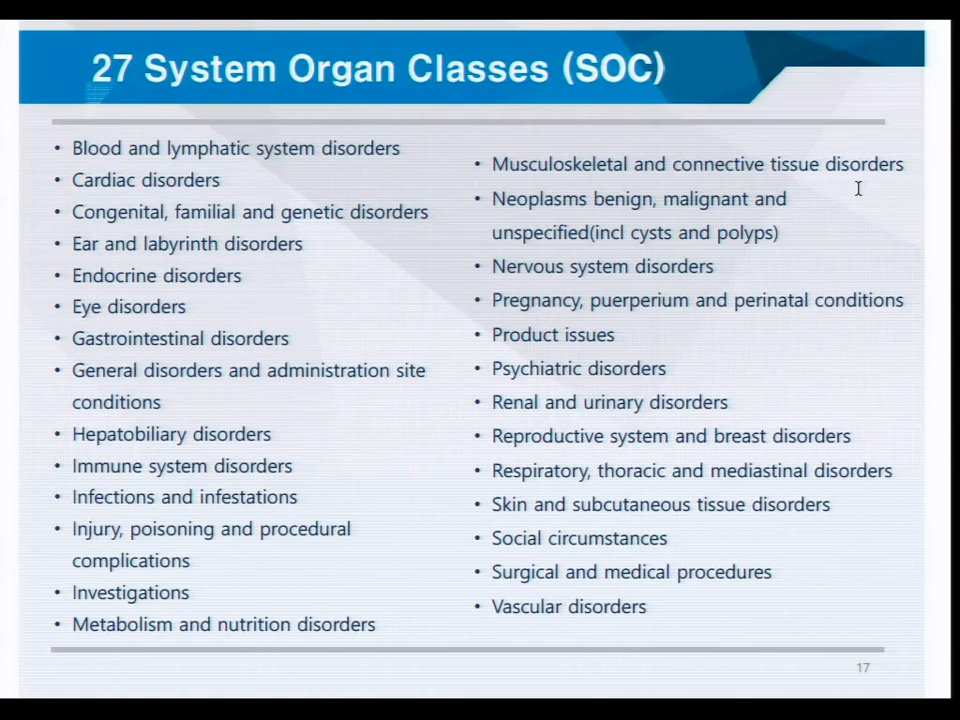 27 System Organ Classes (SOC)
• Blood and lymphatic system disorders
• Cardiac disorders
• Congenital, familial and genetic disorders
• Ear and labyrinth disorders
• Endocrine disorders
• Eye disorders
• Gastrointestinal disorders
• General disorders and administration site
conditions
• Hepatobiliary disorders
• Immune system disorders
• Infections and infestations
• Injury, poisoning and procedural
complications
• Investigations
• Metabolism and nutrition disorders
• Musculoskeletal and connective tissue disorders
• Neoplasms benign, malignant and
unspecified(incl cysts and polyps)
• Nervous system disorders
• Pregnancy, puerperium and perinatal conditions
• Product issues
• Psychiatric disorders
• Renal and urinary disorders
• Reproductive system and breast disorders
• Respiratory, thoracic and mediastinal disorders
• Skin and subcutaneous tissue disorders
• Social circumstances
• Surgical and medical procedures
• Vascular disorders
17